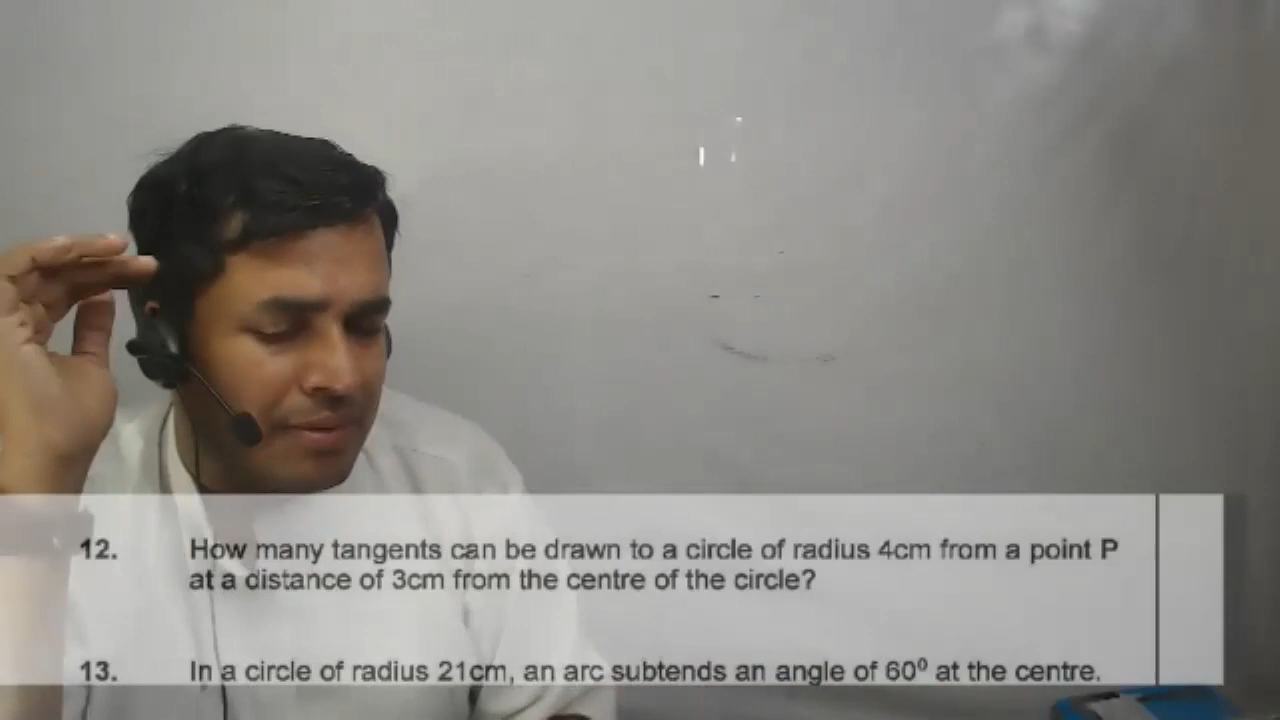 12. How many tangents can be drawn to a circle of radius 4cm from a point P
at a distance of 3cm from the centre of the circle?
13. In a circle of radius 21cm, an arc subtends an angle of 60⁰ at the centre.